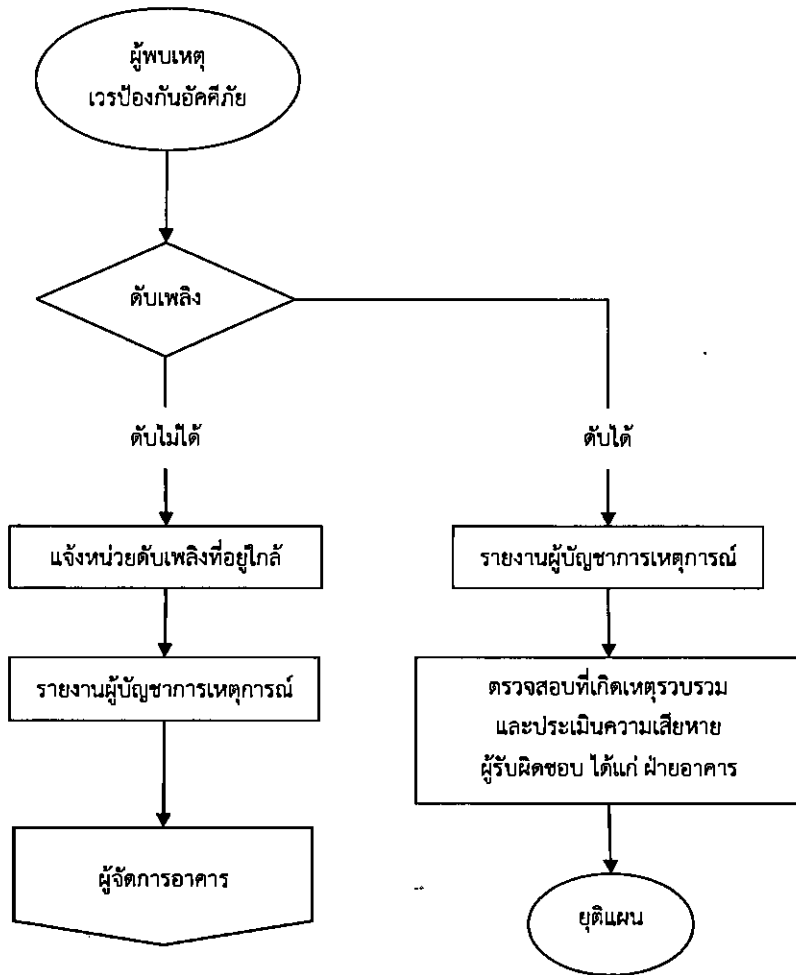 ผู้พบเหตุ
เวรป้องกันอัคคีภัย
ดับเพลิง
ดับไม่ได้
ดับได้
แจ้งหน่วยดับเพลิงที่อยู่ใกล้
รายงานผู้บัญชาการเหตุการณ์
รายงานผู้บัญชาการเหตุการณ์
ตรวจสอบที่เกิดเหตุรวบรวม
และประเมินความเสียหาย
ผู้รับผิดชอบ ได้แก่ ฝ่ายอาคาร
ผู้จัดการอาคาร
ยุติแผน